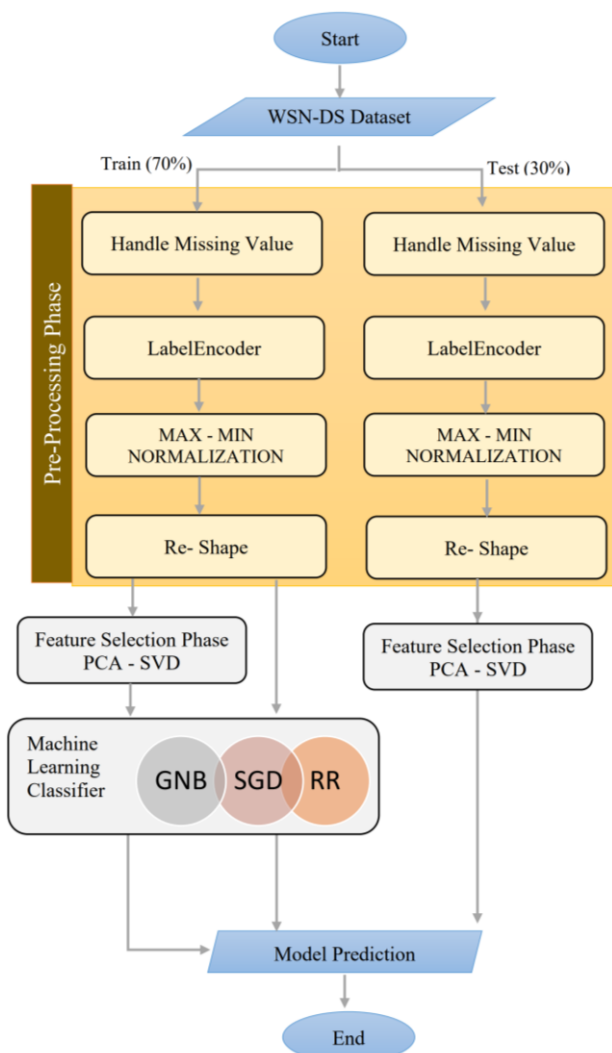 Start
WSN-DS Dataset
Train (70%)
Test (30%)
Pre-Processing Phase
Handle Missing Value
LabelEncoder
MAX - MIN
NORMALIZATION
Re- Shape
Handle Missing Value
LabelEncoder
MAX - MIN
NORMALIZATION
Re- Shape
Feature Selection Phase
PCA - SVD
Feature Selection Phase
PCA - SVD
Machine
Learning
Classifier
GNB
SGD
RR
Model Prediction
End